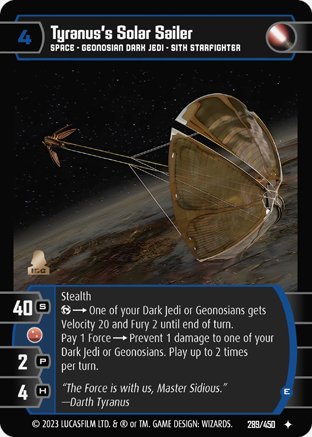 4
Tyranus's Solar Sailer
SPACE - GEONOSIAN DARK JEDI - SITH STARFIGHTER
40 S
Stealth
→ One of your Dark Jedi or Geonosians gets
Velocity 20 and Fury 2 until end of turn.
Pay 1 Force → Prevent 1 damage to one of your
2 P
Dark Jedi or Geonosians. Play up to 2 times
per turn.
4 H
"The Force is with us, Master Sidious."
—Darth Tyranus
E
© 2023 LUCASFILM LTD. & ® or TM. GAME DESIGN: WIZARDS.
289/450